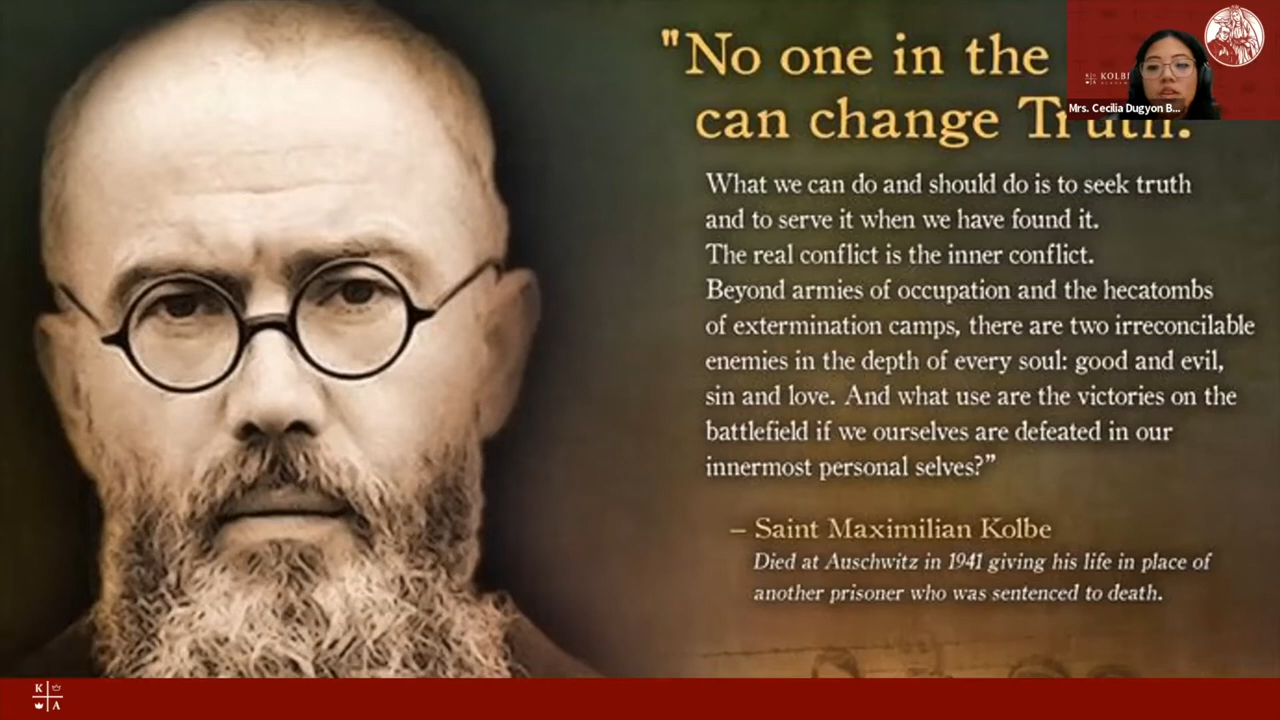 "No one in the
can change Truth."
What we can do and should do is to seek truth
and to serve it when we have found it.
The real conflict is the inner conflict.
Beyond armies of occupation and the hecatombs
of extermination camps, there are two irreconcilable
enemies in the depth of every soul: good and evil,
sin and love. And what use are the victories on the
battlefield if we ourselves are defeated in our
innermost personal selves?”
– Saint Maximilian Kolbe
Died at Auschwitz in 1941 giving his life in place of
another prisoner who was sentenced to death.
Mrs. Cecilia Dugyon B...
K
A